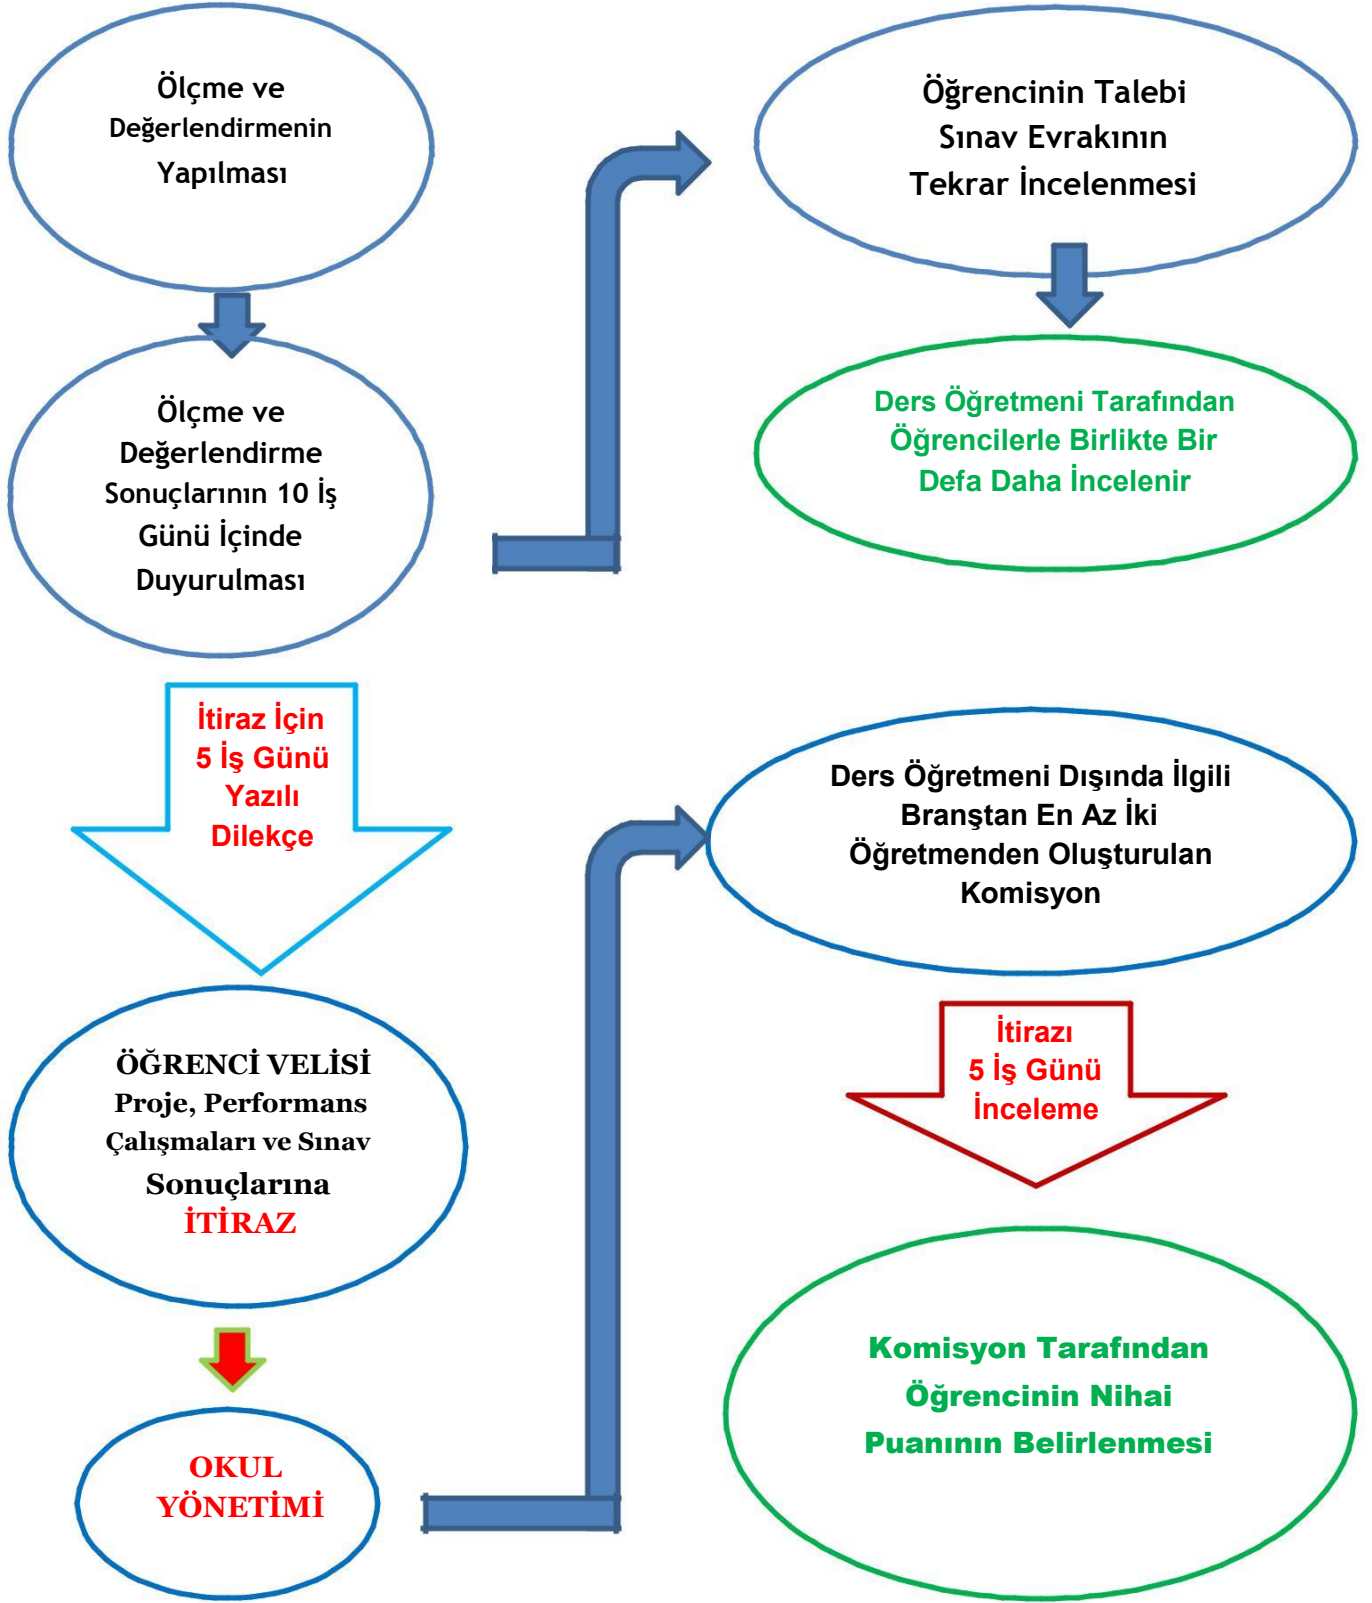 Ölçme ve
Değerlendirmenin
Yapılması
Öğrencinin Talebi
Sınav Evrakının
Tekrar İncelenmesi
Ölçme ve
Değerlendirme
Sonuçlarının 10 İş
Günü İçinde
Duyurulması
Ders Öğretmeni Tarafından
Öğrencilerle Birlikte Bir
Defa Daha İncelenir
İtiraz İçin
5 İş Günü
Yazılı
Dilekçe
ÖĞRENCİ VELİSİ
Proje, Performans
Çalışmaları ve Sınav
Sonuçlarına
İTİRAZ
OKUL
YÖNETİMİ
Ders Öğretmeni Dışında İlgili
Branştan En Az İki
Öğretmenden Oluşturulan
Komisyon
İtirazı
5 İş Günü
İnceleme
Komisyon Tarafından
Öğrencinin Nihai
Puanının Belirlenmesi